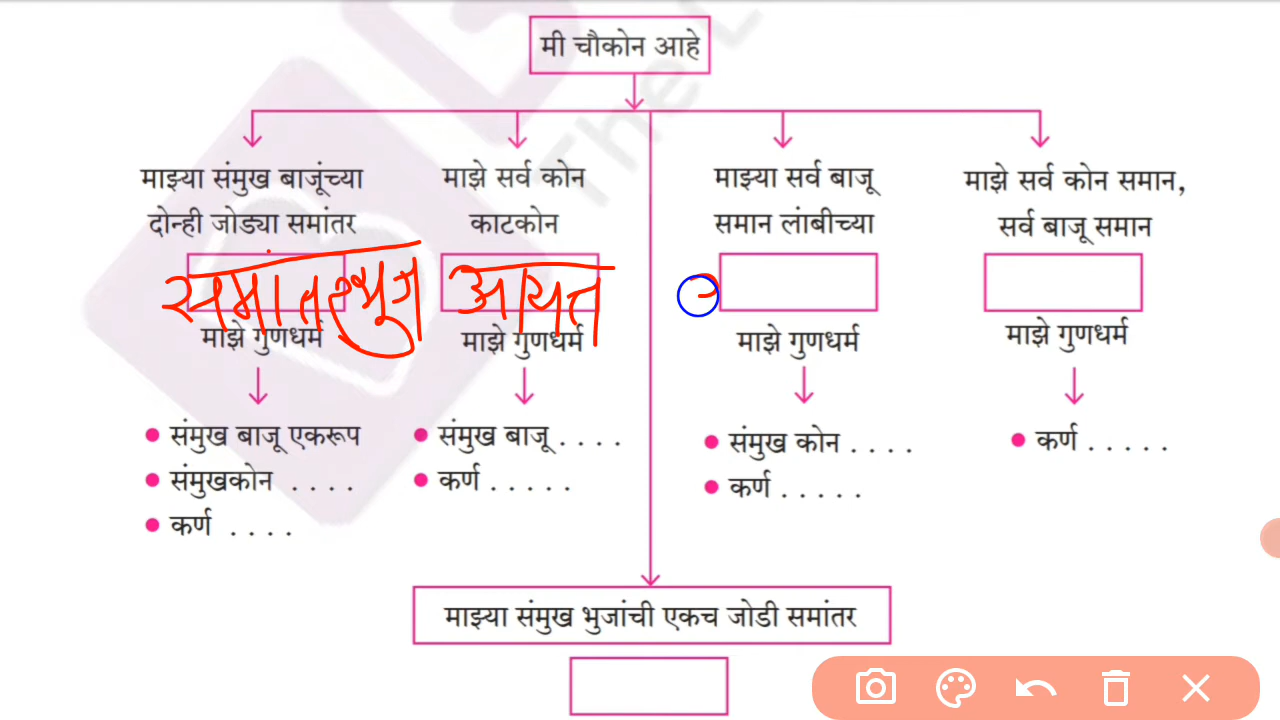 मी चौकोन आहे
माझ्या संमुख बाजूंच्या
दोन्ही जोड्या समांतर
समांतरभुज
माझे गुणधर्म
संमुख बाजू एकरूप
संमुखकोन . . . .
कर्ण . . . .
माझे सर्व कोन
काटकोन
आयत
माझे गुणधर्म
संमुख बाजू . . . .
कर्ण . . . . .
माझ्या सर्व बाजू
समान लांबीच्या
माझे गुणधर्म
संमुख कोन . . . .
कर्ण . . . . .
माझे सर्व कोन समान,
सर्व बाजू समान
माझे गुणधर्म
कर्ण . . . . .
माझ्या संमुख भुजांची एकच जोडी समांतर